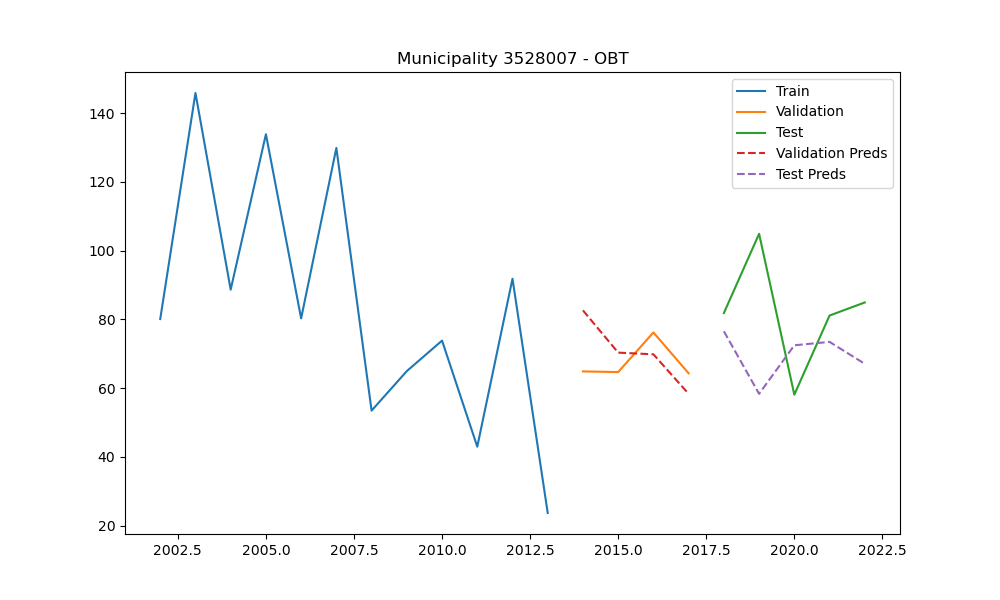 Municipality 3528007 - OBT
Train
Validation
Test
Validation Preds
Test Preds
140
120
100
80
60
40
20
2002.5 2005.0 2007.5 2010.0 2012.5 2015.0 2017.5 2020.0 2022.5